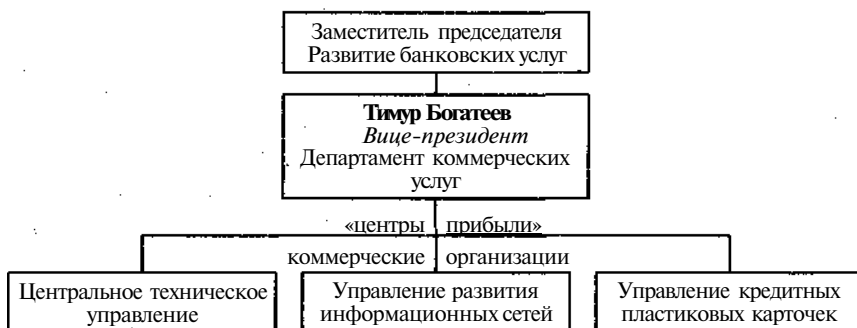 Заместитель председателя
Развитие банковских услуг
Тимур Богатеев
Вице-президент
Департамент коммерческих
услуг
«центры прибыли»
коммерческие организации
Центральное техническое
управление
Управление развития
информационных сетей
Управление кредитных
пластиковых карточек